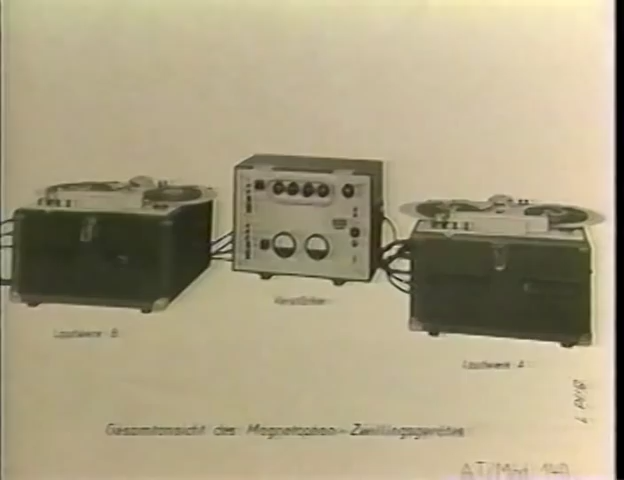 Verstärker
Laufwerk B
Laufwerk A
Gesamtansicht des Magnetophon-Zwillingsgerätes